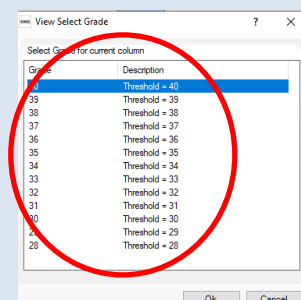 SIMS View Select Grade ? ×
Select Grade for current column
Grade Description
40 Threshold = 40
39 Threshold = 39
38 Threshold = 38
37 Threshold = 37
36 Threshold = 36
35 Threshold = 35
34 Threshold = 34
33 Threshold = 33
32 Threshold = 32
31 Threshold = 31
30 Threshold = 30
29 Threshold = 29
28 Threshold = 28
Ok Cancel